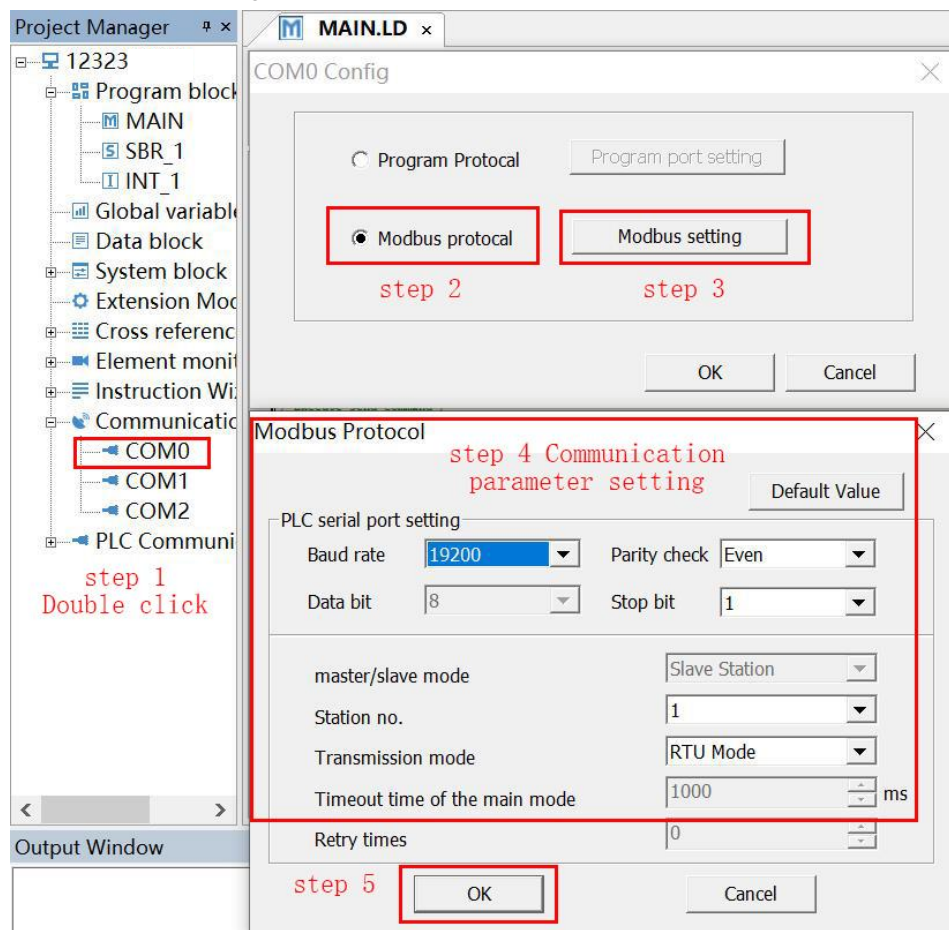 Project Manager
12323
Program block
MAIN
SBR_1
INT_1
Global variable
Data block
System block
Extension Mod
Cross referenc
Element monit
Instruction Wi
Communicatio
COM0
COM1
COM2
PLC Communi
step 1
Double click
Output Window
MAIN.LD
COM0 Config
Program Protocal Program port setting
Modbus protocal Modbus setting
step 2 step 3
OK Cancel
Modbus Protocol
step 4 Communication
parameter setting
Default Value
PLC serial port setting
Baud rate 19200 Parity check Even
Data bit 8 Stop bit 1
master/slave mode Slave Station
Station no. 1
Transmission mode RTU Mode
Timeout time of the main mode 1000 ms
Retry times 0
step 5 OK Cancel